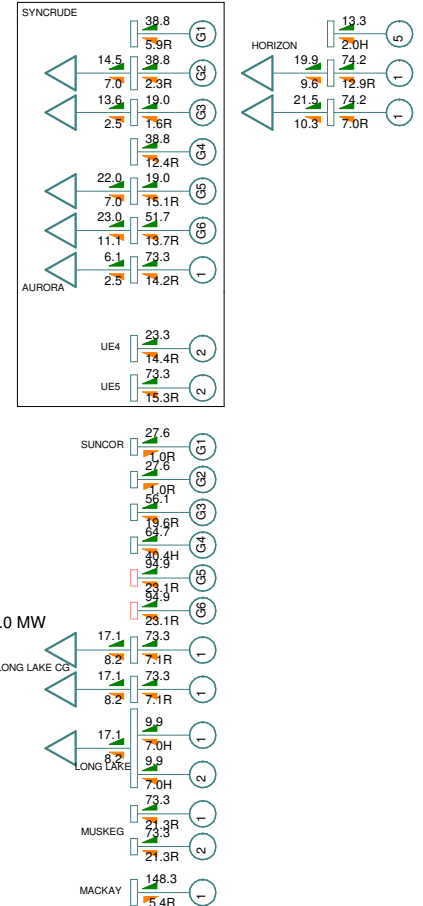 SYNCRUDE
38.8
5.9R
G1
14.5
7.0
38.8
2.3R
G2
13.6
2.5
19.0
1.6R
G3
38.8
12.4R
G4
22.0
7.0
19.0
15.1R
G5
23.0
11.1
51.7
13.7R
G6
6.1
2.5
73.3
14.2R
1
AURORA
UE4
23.3
14.4R
2
UE5
73.3
15.3R
2
HORIZON
13.3
2.0H
5
19.9
9.6
74.2
12.9R
1
21.5
10.3
74.2
7.0R
1
SUNCOR
27.6
1.0R
G1
27.6
1.0R
G2
56.1
19.6R
G3
64.7
40.4H
G4
94.9
23.1R
G5
94.9
23.1R
G6
.0 MW
LONG LAKE CG
17.1
8.2
73.3
7.1R
1
17.1
8.2
73.3
7.1R
1
17.1
8.2
LONG LAKE
9.9
7.0H
1
9.9
7.0H
2
MUSKEG
73.3
21.3R
1
73.3
21.3R
2
MACKAY
148.3
5.4R
1